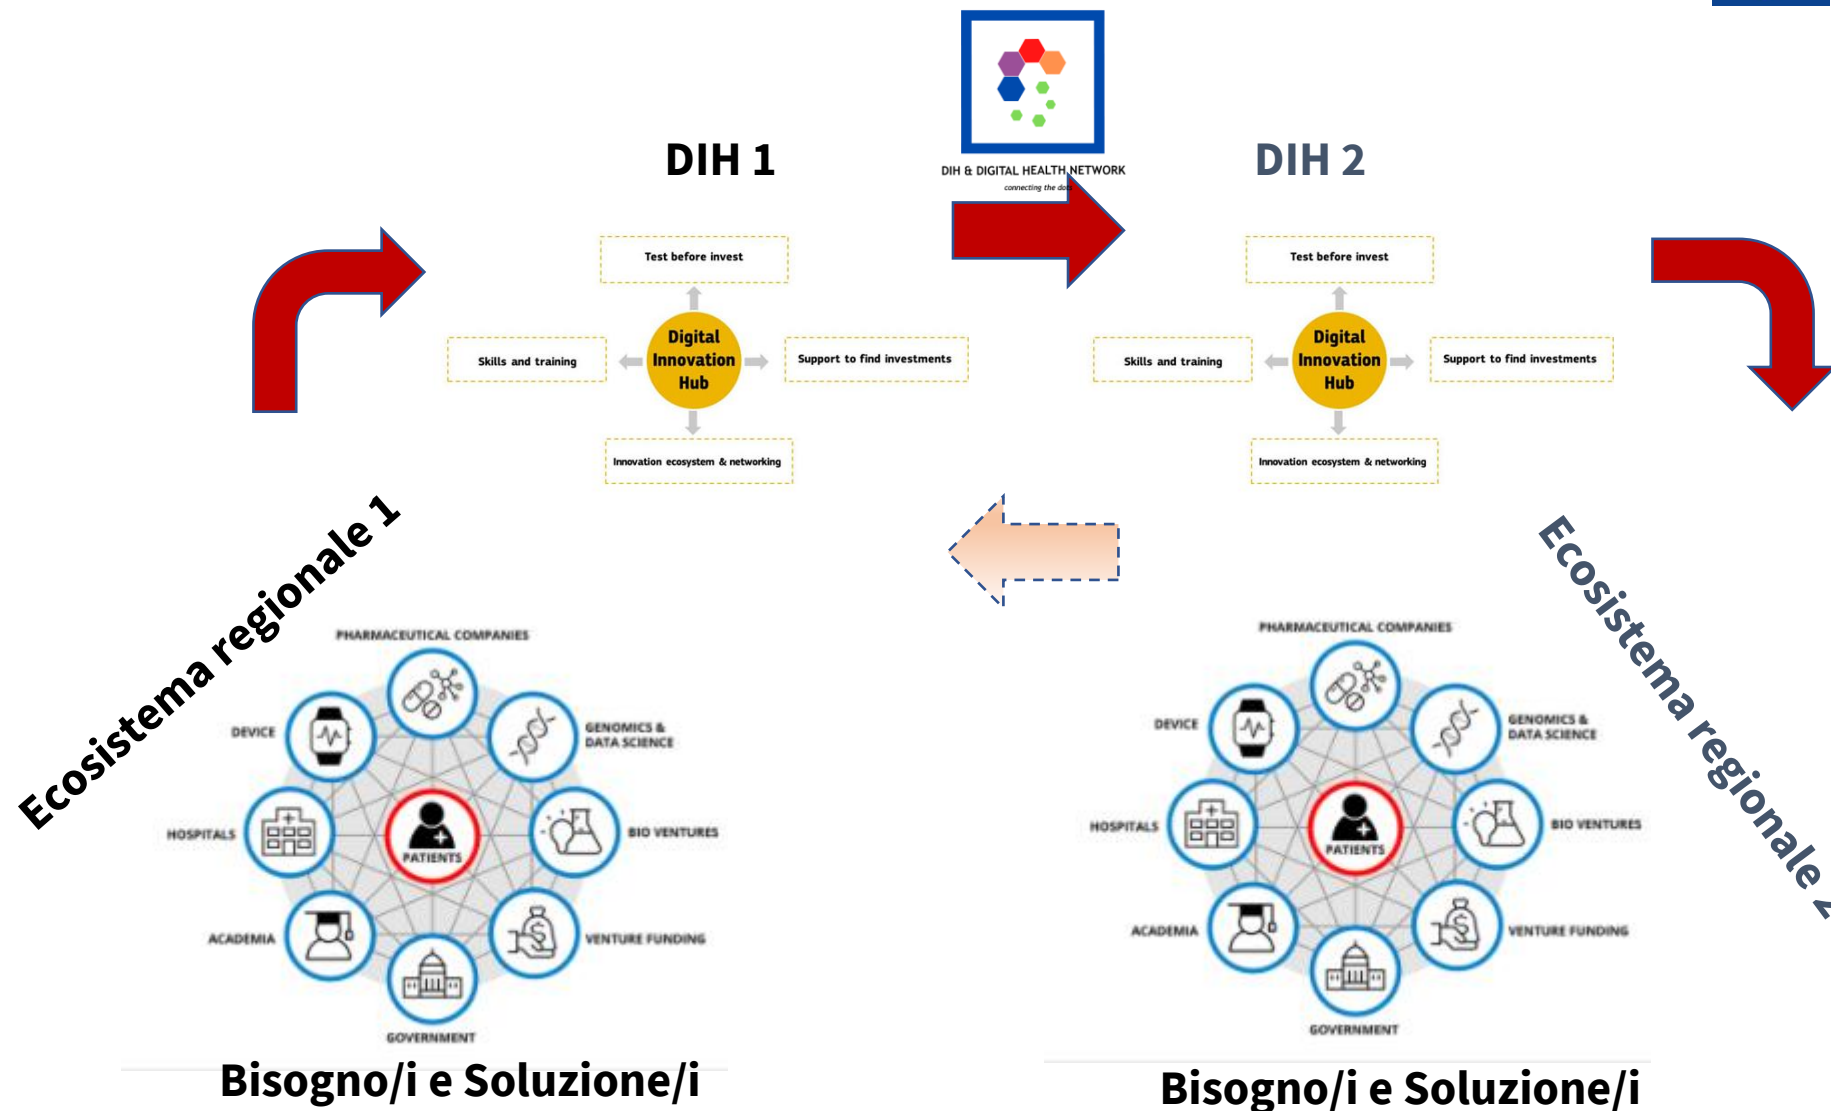 DIH 1
DIH & DIGITAL HEALTH NETWORK
connecting the dots
DIH 2
Test before invest
Skills and training
Digital
Innovation
Hub
Support to find investments
Innovation ecosystem & networking
Test before invest
Skills and training
Digital
Innovation
Hub
Support to find investments
Innovation ecosystem & networking
Ecosistema regionale 1
Ecosistema regionale 2
PHARMACEUTICAL COMPANIES
DEVICE
GENOMICS &
DATA SCIENCE
HOSPITALS
PATIENTS
BIO VENTURES
ACADEMIA
VENTURE FUNDING
GOVERNMENT
Bisogno/i e Soluzione/i
PHARMACEUTICAL COMPANIES
DEVICE
GENOMICS &
DATA SCIENCE
HOSPITALS
PATIENTS
BIO VENTURES
ACADEMIA
VENTURE FUNDING
GOVERNMENT
Bisogno/i e Soluzione/i